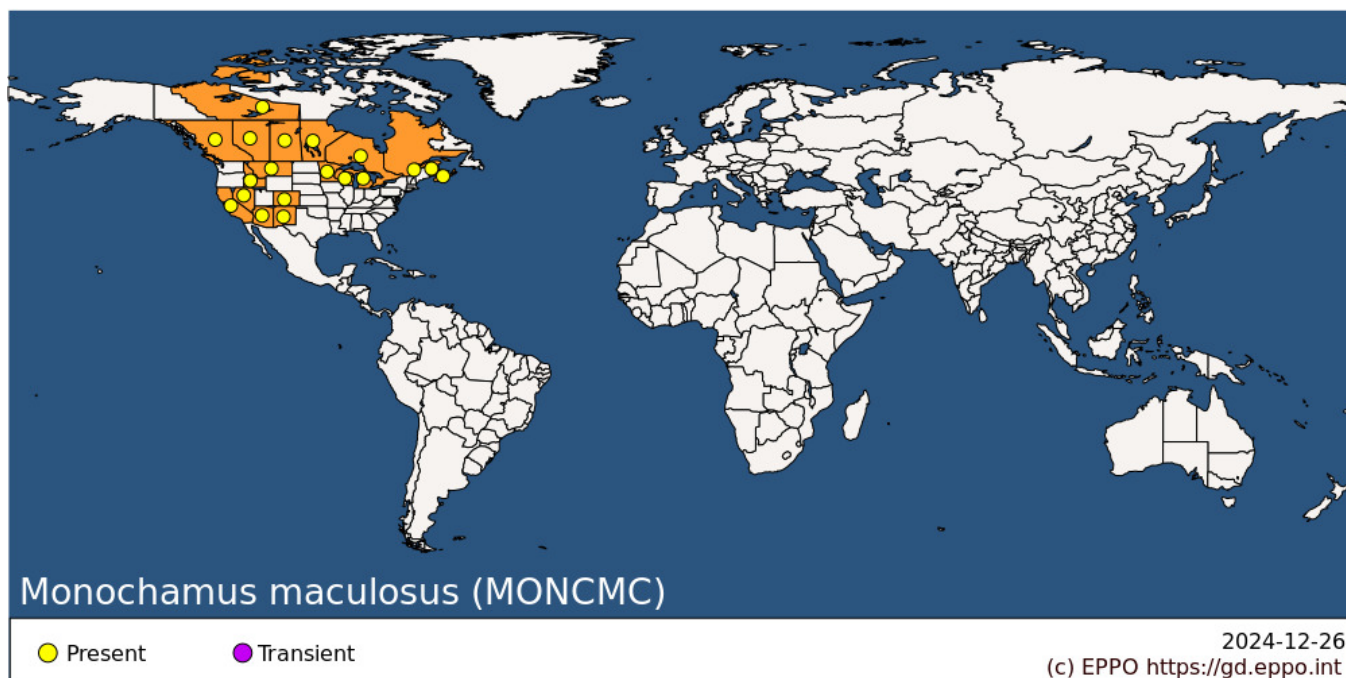 Monochamus maculosus (MONCMC)
Present
Transient
2024-12-26
(c) EPPO https://gd.eppo.int